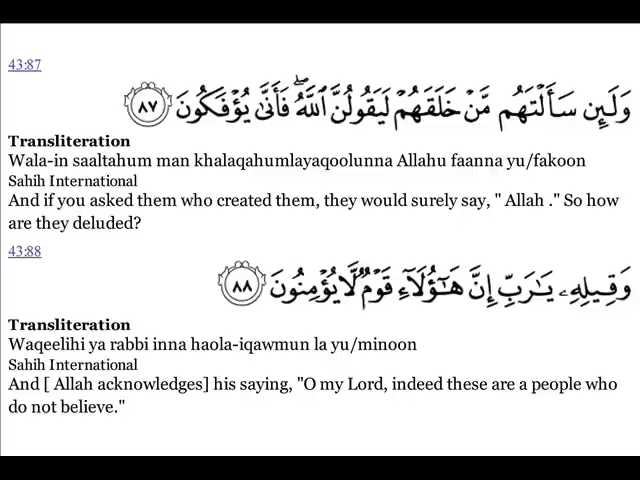 43:87
وَلَئِن سَأَلْتَهُم مَّنْ خَلَقَهُمْ لَيَقُولُنَّ ٱللَّهُ ۖ فَأَنَّىٰ يُؤْفَكُونَ ٨٧
Transliteration
Wala-in saaltahum man khalaqahumlayaqoolunna Allahu faanna yu/fakoon
Sahih International
And if you asked them who created them, they would surely say, " Allah ." So how
are they deluded?
43:88
وَقِيلِهِۦ يَـٰرَبِّ إِنَّ هَـٰٓؤُلَآءِ قَوْمٌ لَّا يُؤْمِنُونَ ٨٨
Transliteration
Waqeelihi ya rabbi inna haola-iqawmun la yu/minoon
Sahih International
And [ Allah acknowledges] his saying, "O my Lord, indeed these are a people who
do not believe."